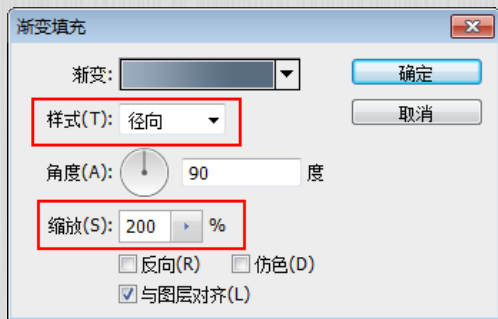 渐变填充
渐变:
确定
样式(T): 径向
取消
角度(A): 90 度
缩放(S): 200 %
反向(R) 仿色(D)
与图层对齐(L)